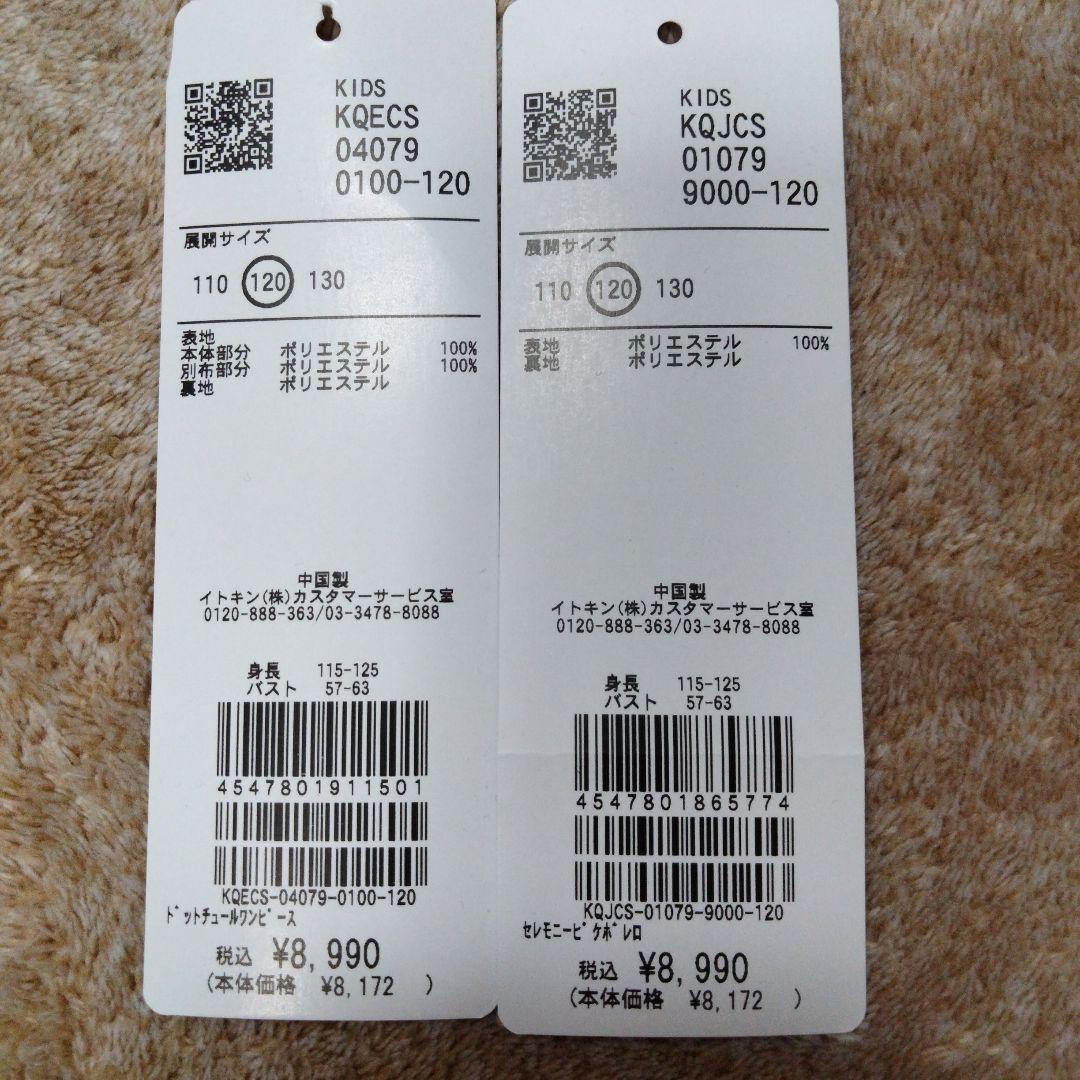 KIDS
KQECS
04079
0100-120
展開サイズ
110 120 130
表地
本体部分 ポリエステル 100%
別布部分 ポリエステル 100%
裏地 ポリエステル
中国製
イトキン(株)カスタマーサービス室
0120-888-363/03-3478-8088
身長 115-125
バスト 57-63
4547801911501
KQECS-04079-0100-120
ﾄﾞｯﾄﾁｭｰﾙﾜﾝﾋﾟｰｽ
税込 ¥8,990
(本体価格 ¥8,172 )
KIDS
KQJCS
01079
9000-120
展開サイズ
110 120 130
表地 ポリエステル 100%
裏地 ポリエステル
中国製
イトキン(株)カスタマーサービス室
0120-888-363/03-3478-8088
身長 115-125
バスト 57-63
4547801865774
KQJCS-01079-9000-120
ｾﾚﾓﾆｰﾋﾟｹﾎﾞﾚﾛ
税込 ¥8,990
(本体価格 ¥8,172 )